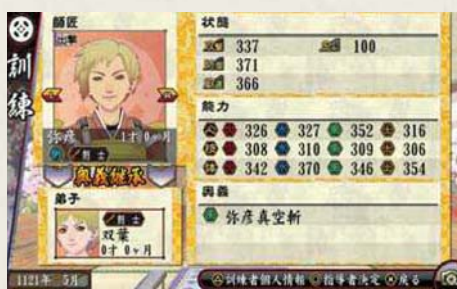 訓練
師匠
出撃
弥彦
1才 0ヶ月
剣士
奥義継承
弟子
剣士
双葉
0才 0ヶ月
1121年 5月
状態
337
100
371
366
能力
326 327 352 316
308 310 309 306
342 370 346 354
奥義
弥彦真空斬
訓練者個人情報 指導者決定 戻る